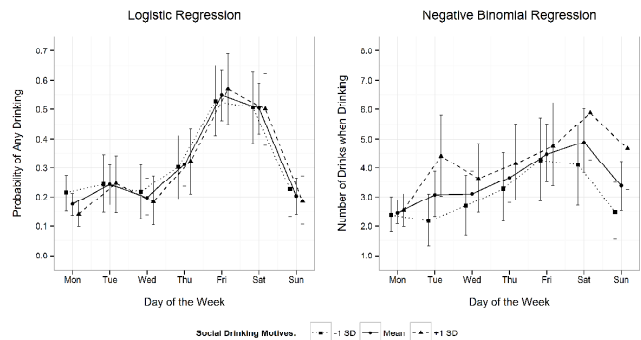 Logistic Regression
Negative Binomial Regression
Probability of Any Drinking
0.7
0.6
0.5
0.4
0.3
0.2
0.1
0.0
Mon Tue Wed Thu Fri Sat Sun
Day of the Week
Number of Drinks when Drinking
8.0
7.0
6.0
5.0
4.0
3.0
2.0
1.0
Mon Tue Wed Thu Fri Sat Sun
Day of the Week
Social Drinking Motives: -1 SD Mean +1 SD